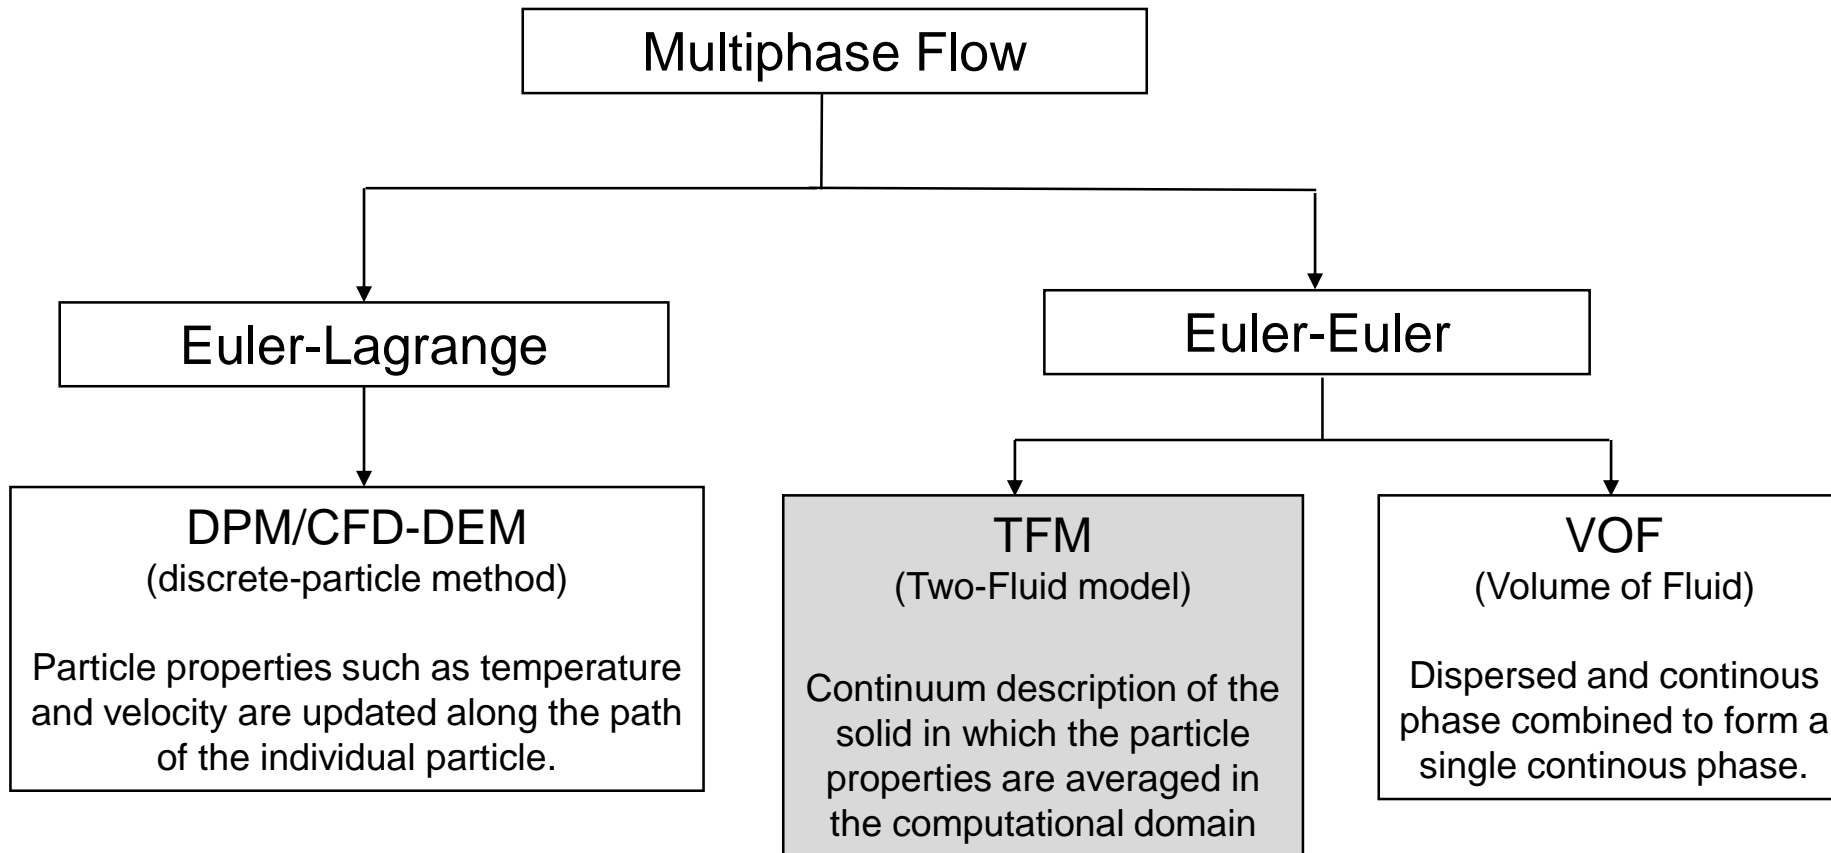 Multiphase Flow
Euler-Lagrange
Euler-Euler
DPM/CFD-DEM
(discrete-particle method)
Particle properties such as temperature
and velocity are updated along the path
of the individual particle.
TFM
(Two-Fluid model)
Continuum description of the
solid in which the particle
properties are averaged in
the computational domain
VOF
(Volume of Fluid)
Dispersed and continous
phase combined to form a
single continous phase.